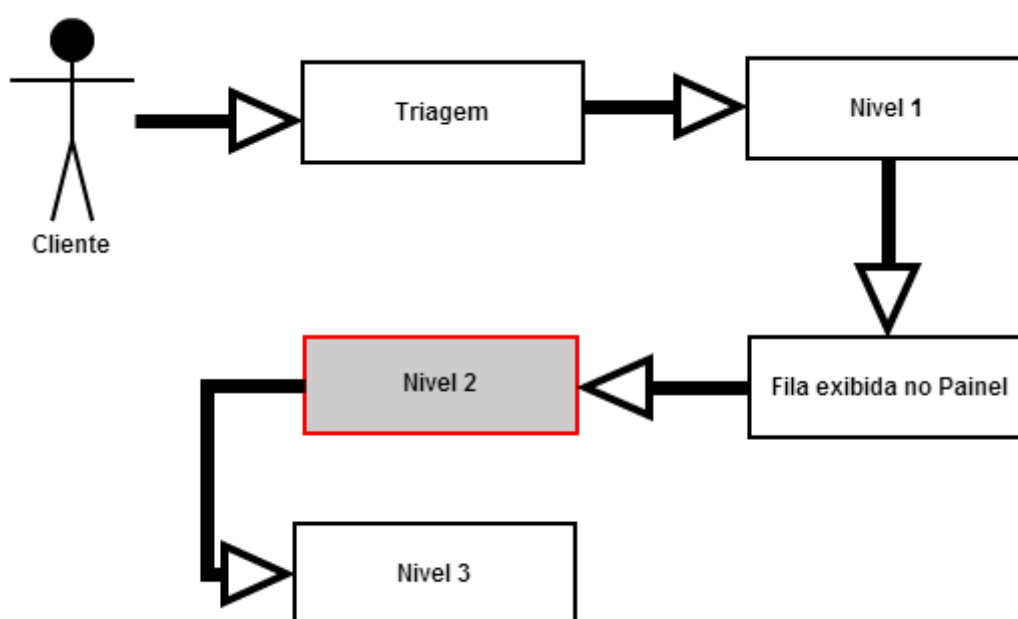 Triagem
Nivel 1
Cliente
Nivel 2
Fila exibida no Painel
Nivel 3